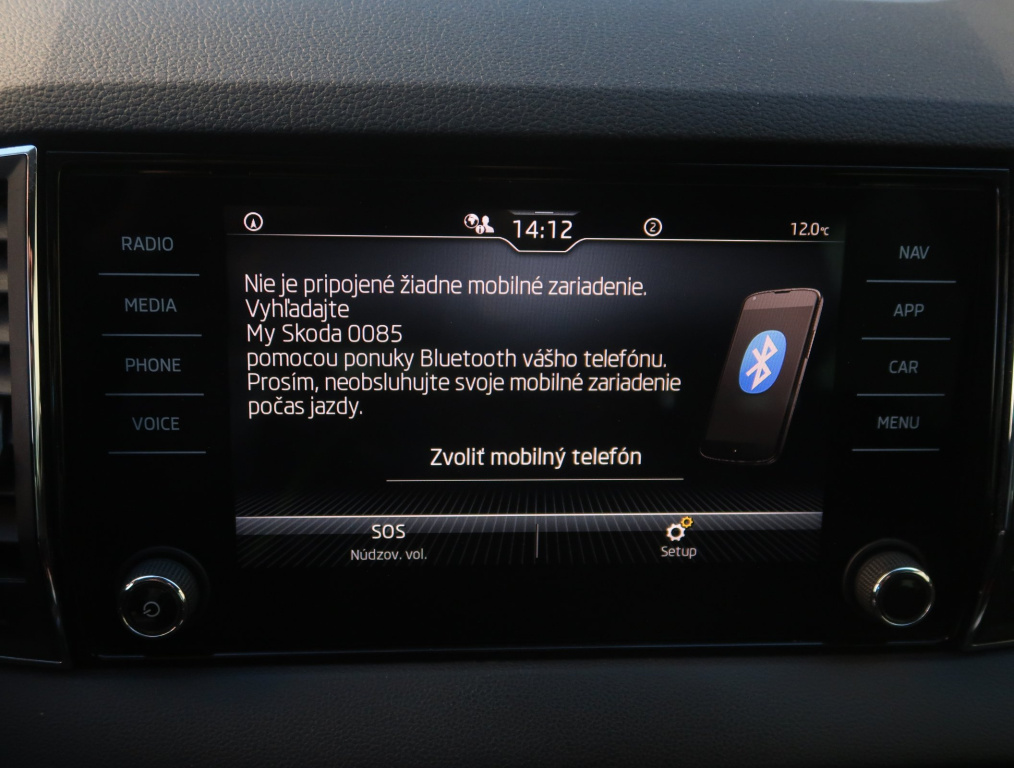 RADIO
MEDIA
PHONE
VOICE
14:12
2
12.0°C
Nie je pripojené žiadne mobilné zariadenie.
Vyhľadajte
My Skoda 0085
pomocou ponuky Bluetooth vášho telefónu.
Prosím, neobsluhujte svoje mobilné zariadenie
počas jazdy.
Zvoliť mobilný telefón
SOS
Núdzov. vol.
Setup
NAV
APP
CAR
MENU